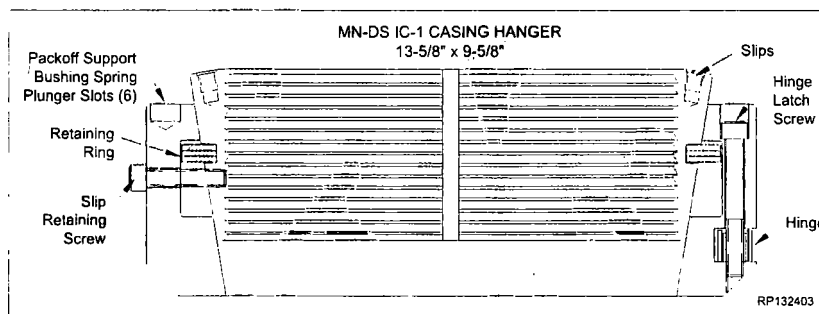 MN-DS IC-1 CASING HANGER
13-5/8" x 9-5/8"
Packoff Support
Bushing Spring
Plunger Slots (6)
Retaining
Ring
Slip
Retaining
Screw
Slips
Hinge
Latch
Screw
Hinge
RP132403